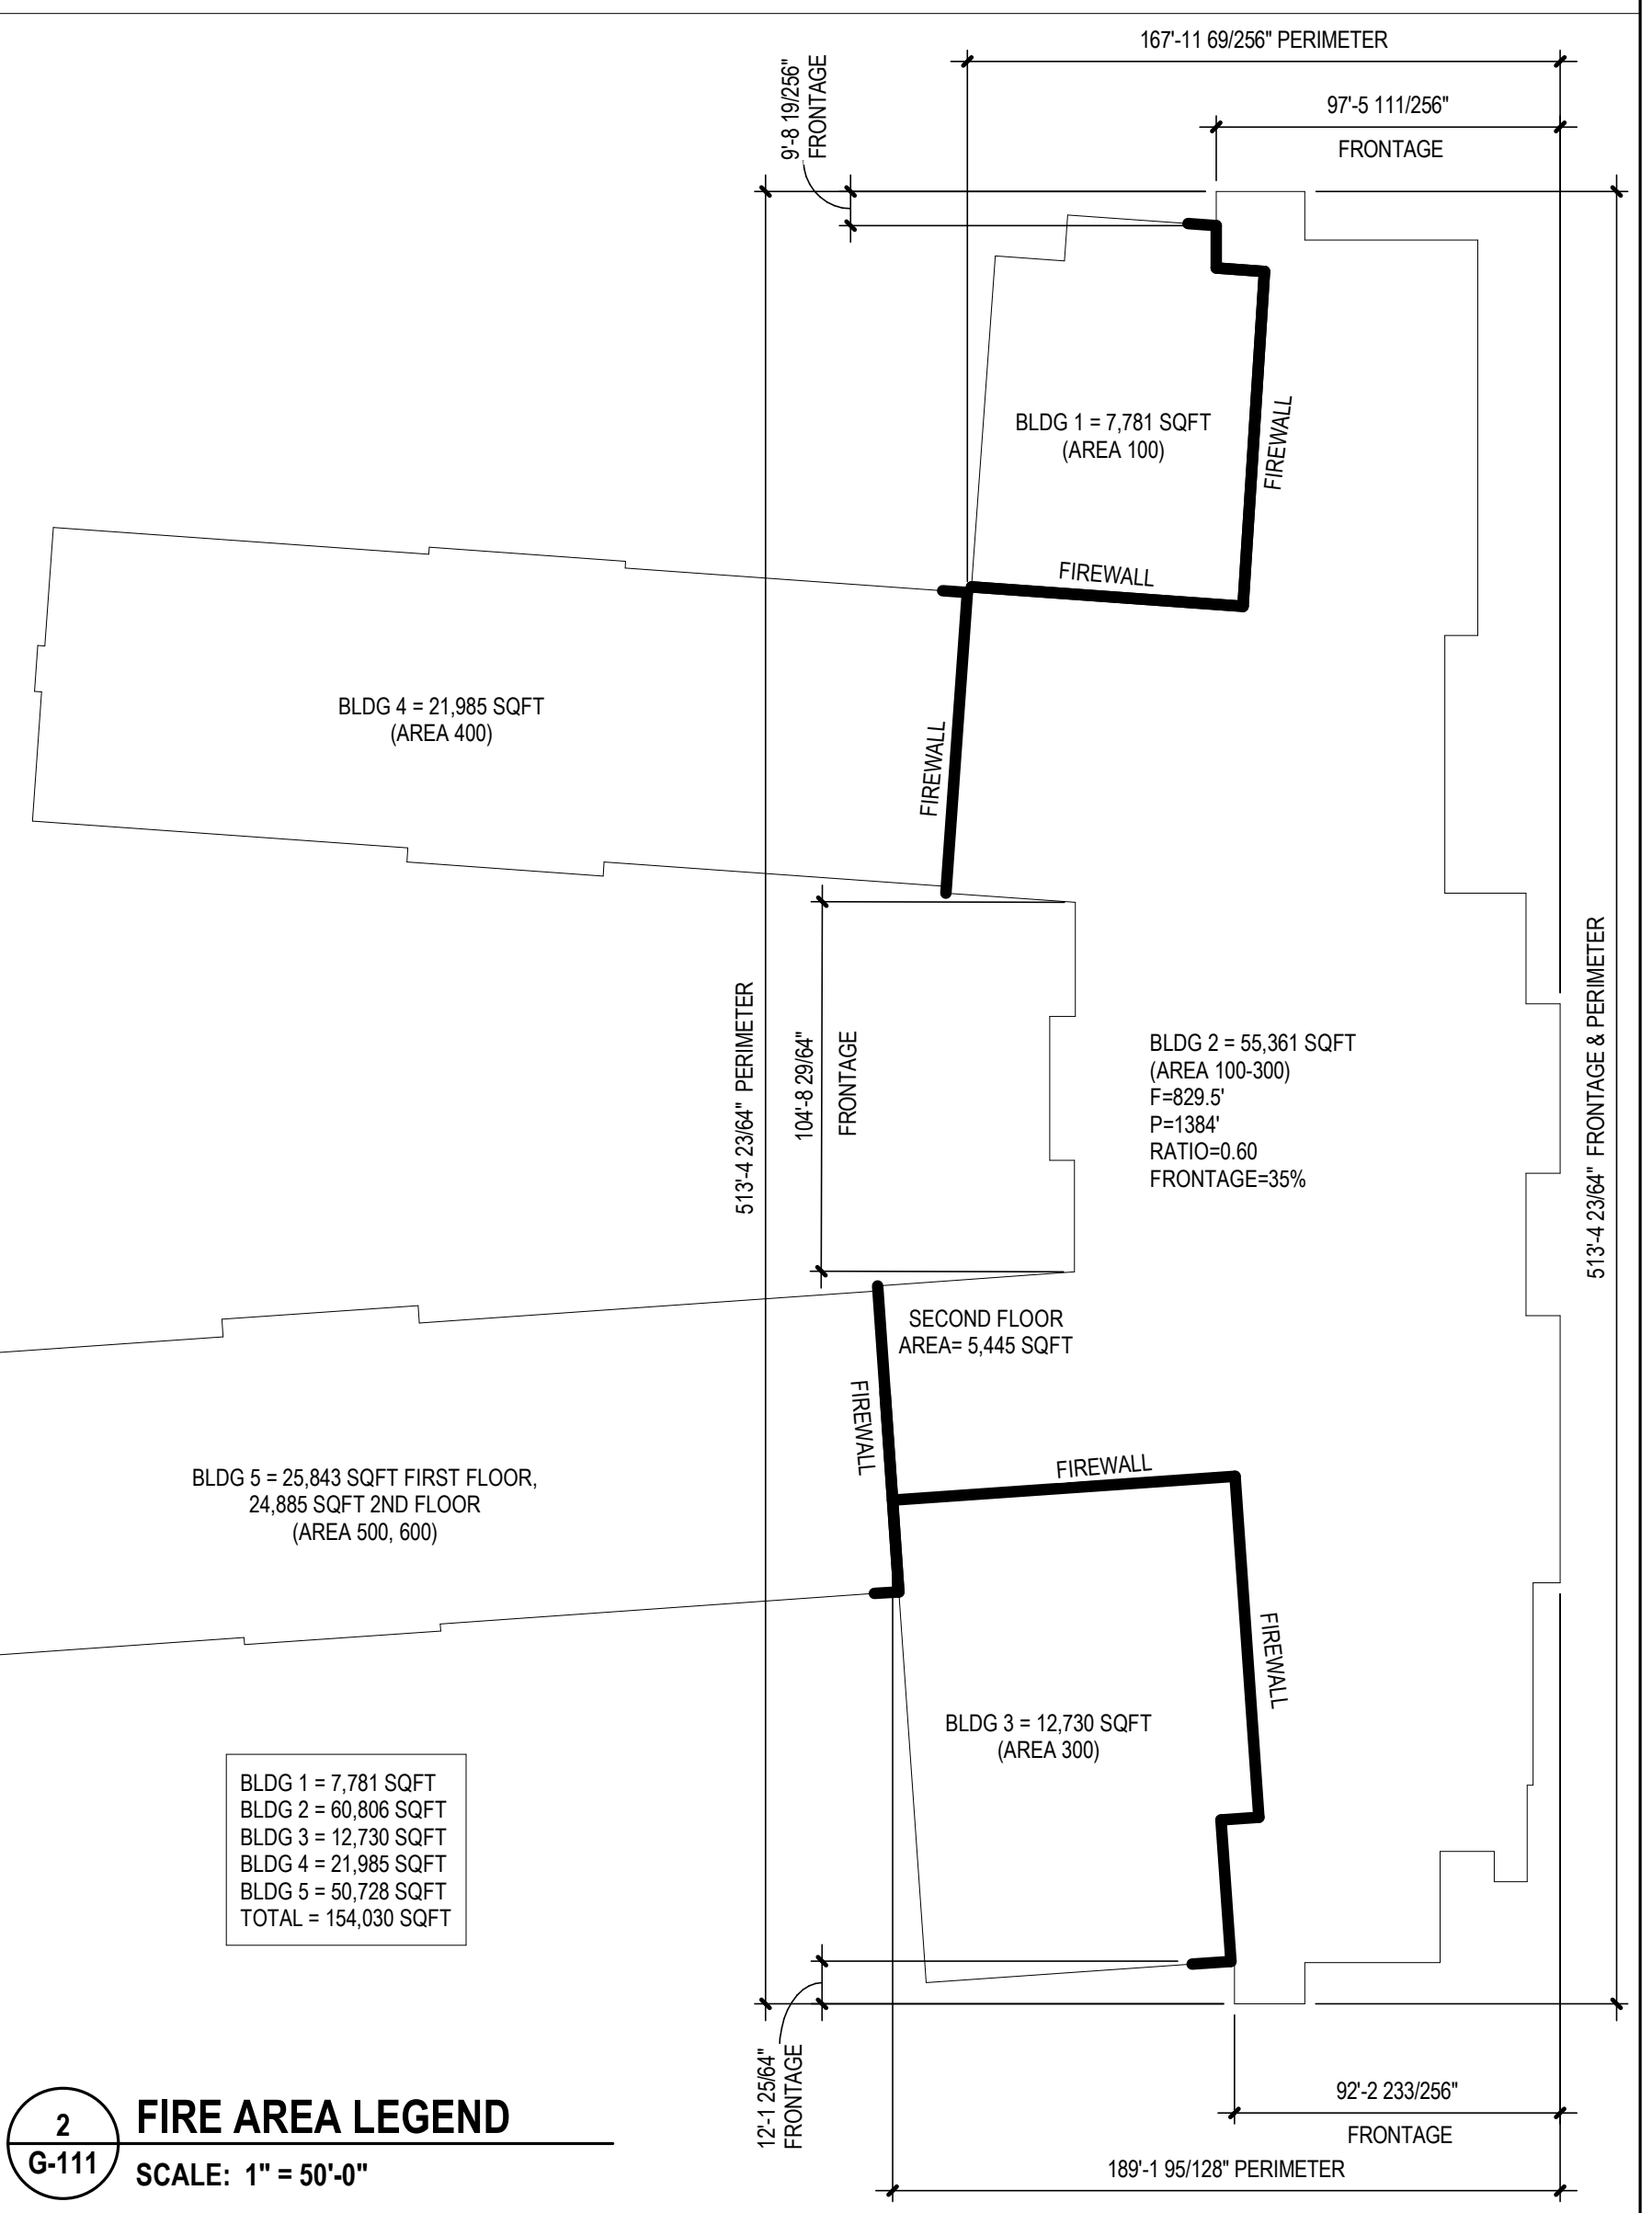 167'-11 69/256" PERIMETER
9'-8 19/256"
FRONTAGE
97'-5 111/256"
FRONTAGE
BLDG 1 = 7,781 SQFT
(AREA 100)
FIREWALL
FIREWALL
BLDG 4 = 21,985 SQFT
(AREA 400)
FIREWALL
513'-4 23/64" PERIMETER
104'-8 29/64"
FRONTAGE
BLDG 2 = 55,361 SQFT
(AREA 100-300)
F=829.5'
P=1384'
RATIO=0.60
FRONTAGE=35%
513'-4 23/64" FRONTAGE & PERIMETER
SECOND FLOOR
AREA= 5,445 SQFT
FIREWALL
FIREWALL
BLDG 5 = 25,843 SQFT FIRST FLOOR,
24,885 SQFT 2ND FLOOR
(AREA 500, 600)
FIREWALL
BLDG 3 = 12,730 SQFT
(AREA 300)
BLDG 1 = 7,781 SQFT
BLDG 2 = 60,806 SQFT
BLDG 3 = 12,730 SQFT
BLDG 4 = 21,985 SQFT
BLDG 5 = 50,728 SQFT
TOTAL = 154,030 SQFT
12'-1 25/64"
FRONTAGE
92'-2 233/256"
FRONTAGE
189'-1 95/128" PERIMETER
2
G-111
FIRE AREA LEGEND
SCALE: 1" = 50'-0"